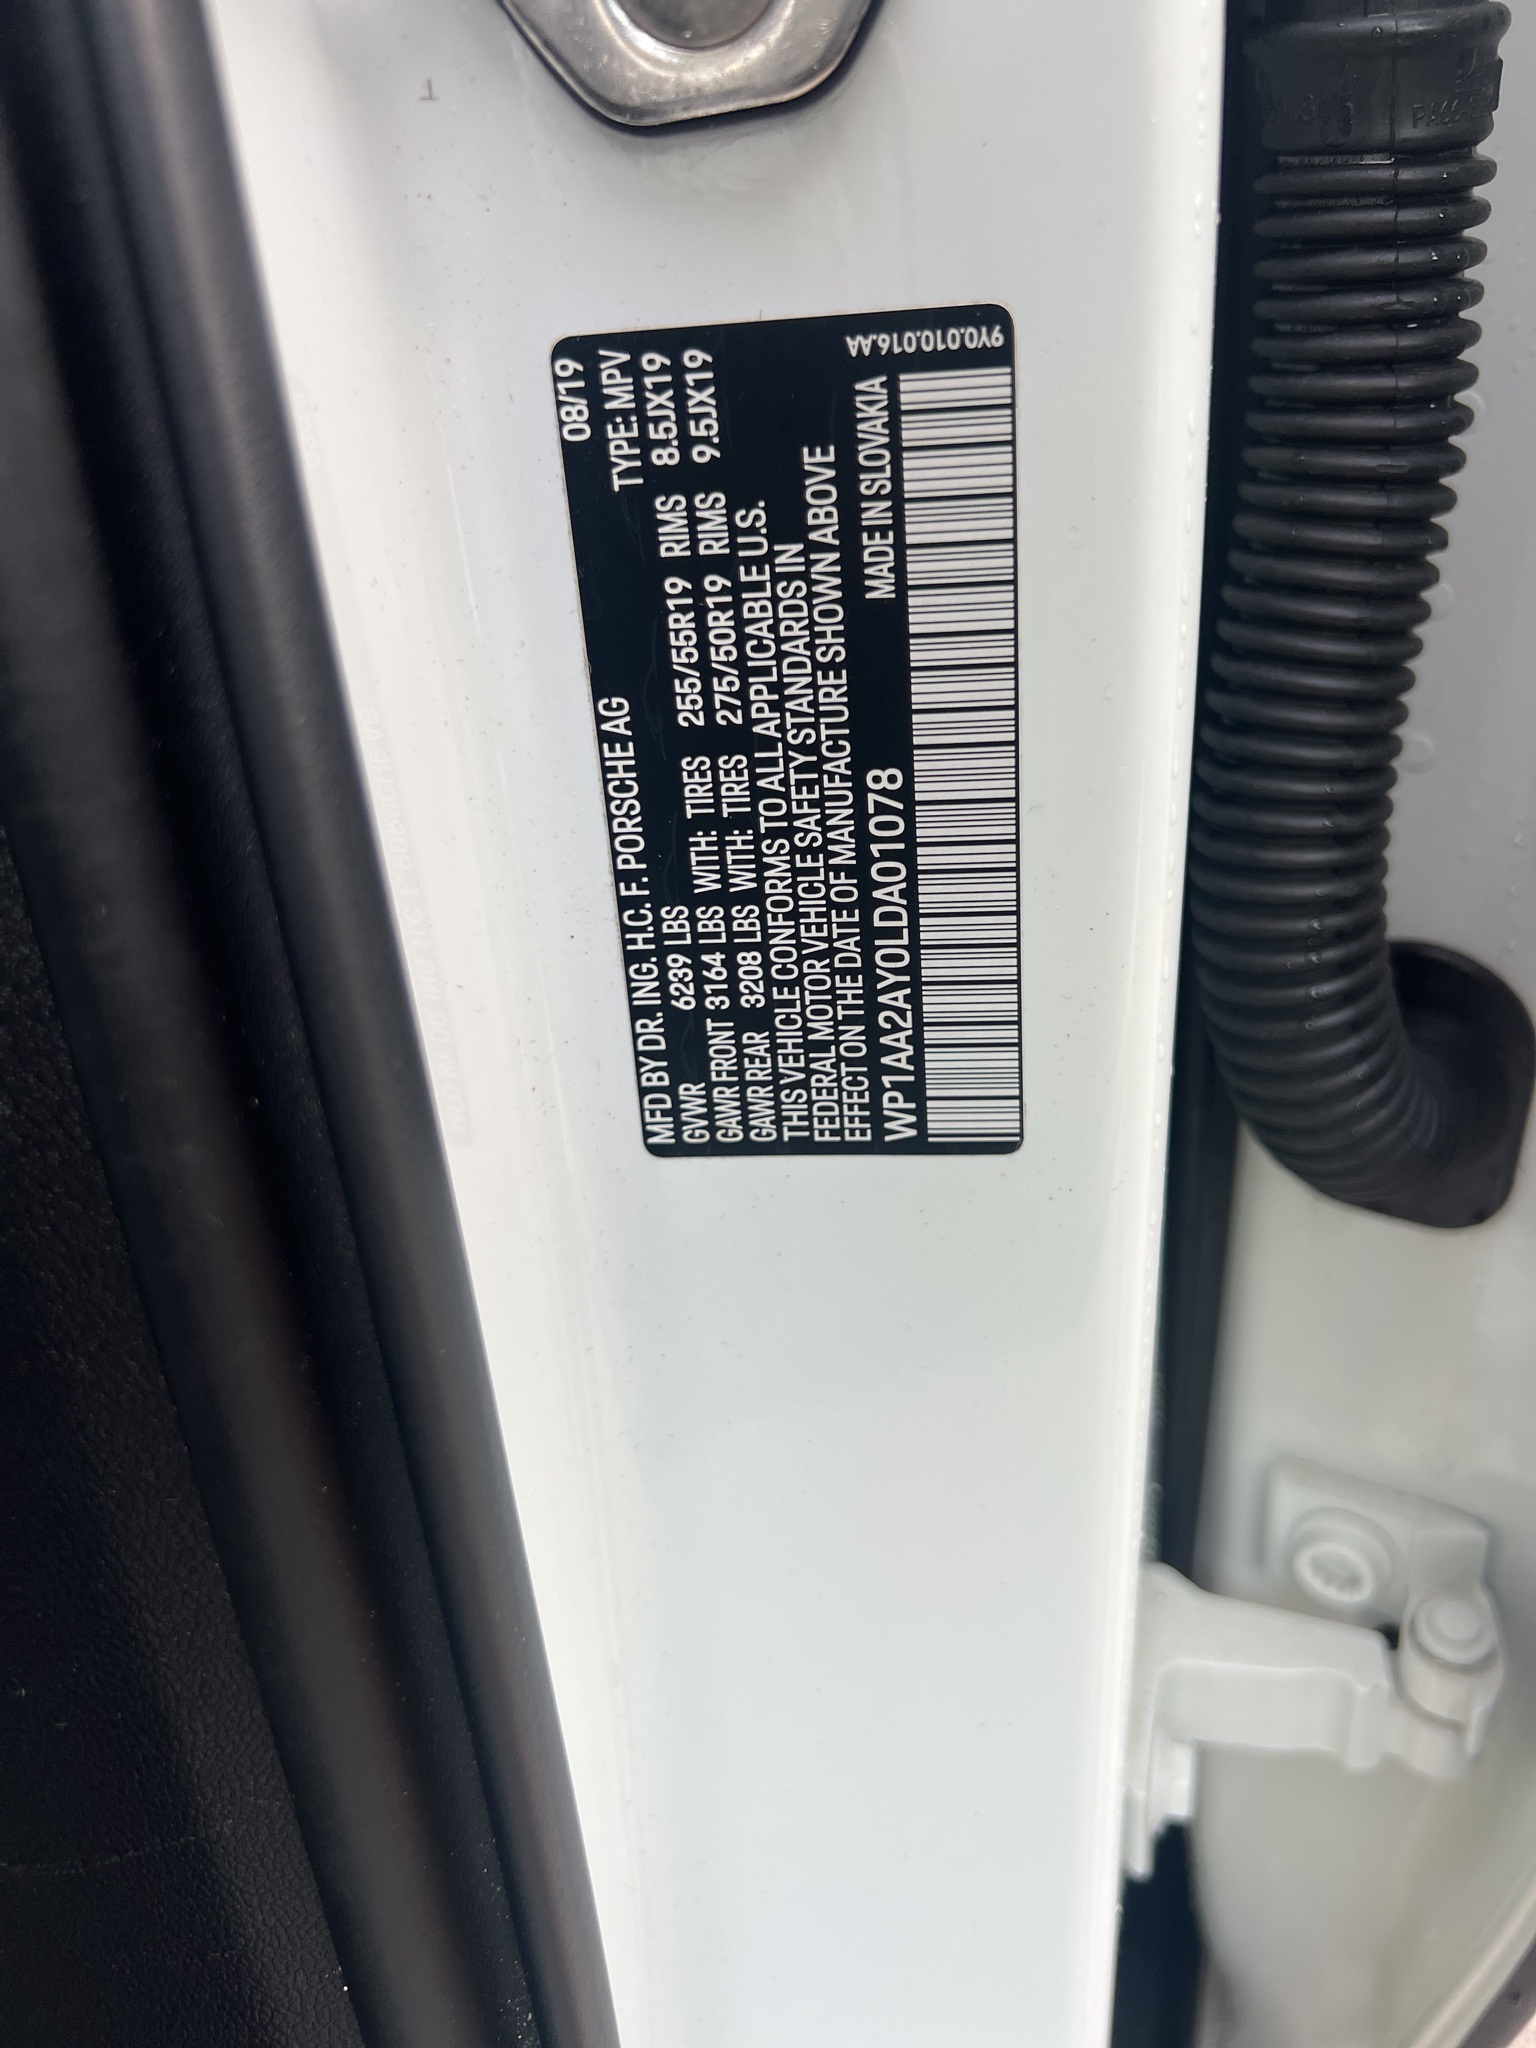 MFD BY DR. ING. H.C. F. PORSCHE AG 08/19
GVWR 6239 LBS TYPE: MPV
GAWR FRONT 3164 LBS WITH: TIRES 255/55R19 RIMS 8.5JX19
GAWR REAR 3208 LBS WITH: TIRES 275/50R19 RIMS 9.5JX19
THIS VEHICLE CONFORMS TO ALL APPLICABLE U.S.
FEDERAL MOTOR VEHICLE SAFETY STANDARDS IN
EFFECT ON THE DATE OF MANUFACTURE SHOWN ABOVE
WP1AA2AY0LDA01078 MADE IN SLOVAKIA
9Y0.010.016.AA